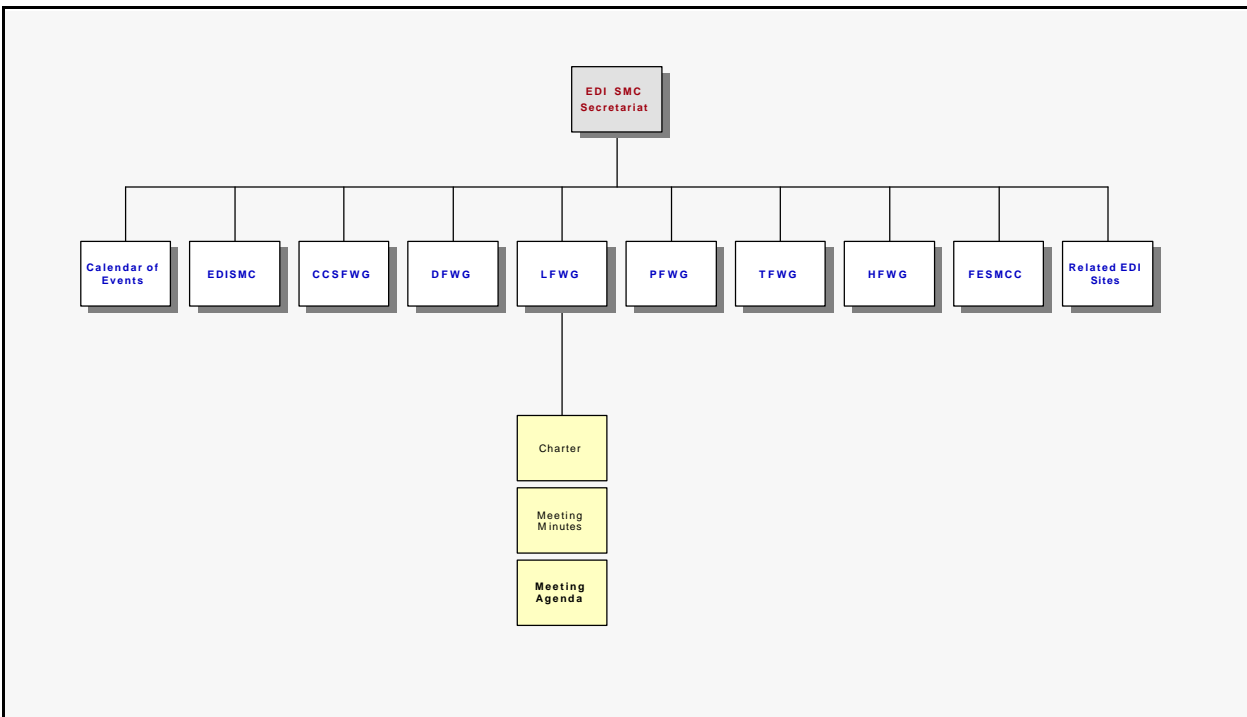 EDI SMC
Secretariat
Calendar of
Events
EDISMC
CCSFWG
DFWG
LFWG
PFWG
TFWG
HFWG
FESMCC
Related EDI
Sites
Charter
Meeting
Minutes
Meeting
Agenda